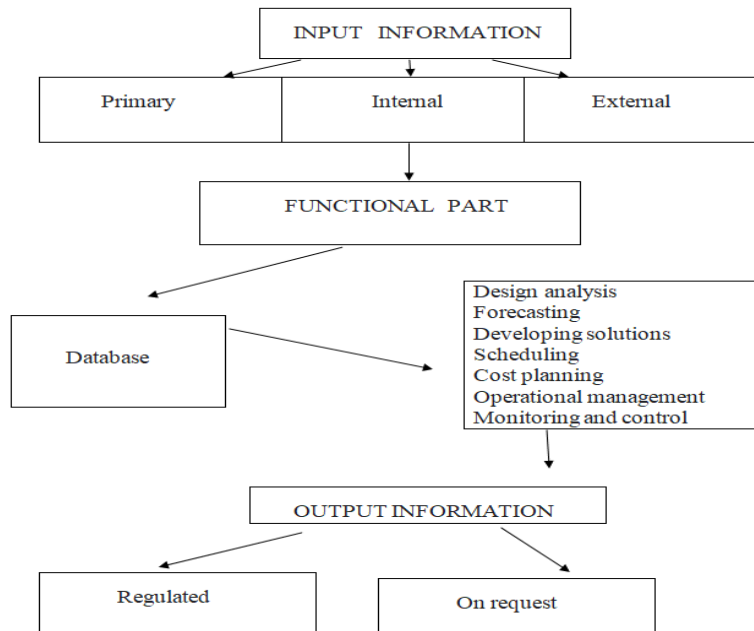 INPUT INFORMATION
Primary
Internal
External
FUNCTIONAL PART
Database
Design analysis
Forecasting
Developing solutions
Scheduling
Cost planning
Operational management
Monitoring and control
OUTPUT INFORMATION
Regulated
On request